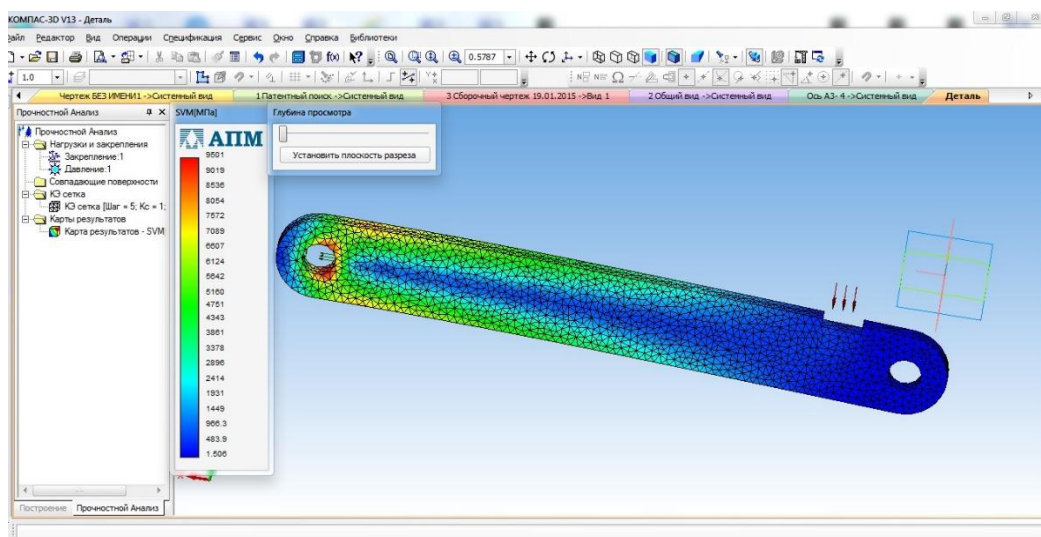 КОМПАС-3D V13 - Деталь
айл Редактор Вид Операции Спецификация Сервис Окно Справка Библиотеки
0.5787
1.0
Чертеж БЕЗ ИМЕНИ1 ->Системный вид
1 Патентный поиск ->Системный вид
3 Сборочный чертеж 19.01.2015 ->Вид 1
2 Общий вид ->Системный вид
Ось А3- 4 ->Системный вид
Деталь
Прочностной Анализ
SVM[МПа]
Глубина просмотра
Прочностной Анализ
Нагрузки и закрепления
Закрепление:1
Давление:1
Совпадающие поверхности
КЭ сетка
КЭ сетка [Шаг = 5; Кс = 1;
Карты результатов
Карта результатов - SVM
АПМ
Установить плоскость разреза
9501
9019
8536
8054
7572
7089
6607
6124
5642
5160
4751
4343
3861
3378
2896
2414
1931
1449
966.3
483.9
1.506
Построение
Прочностной Анализ